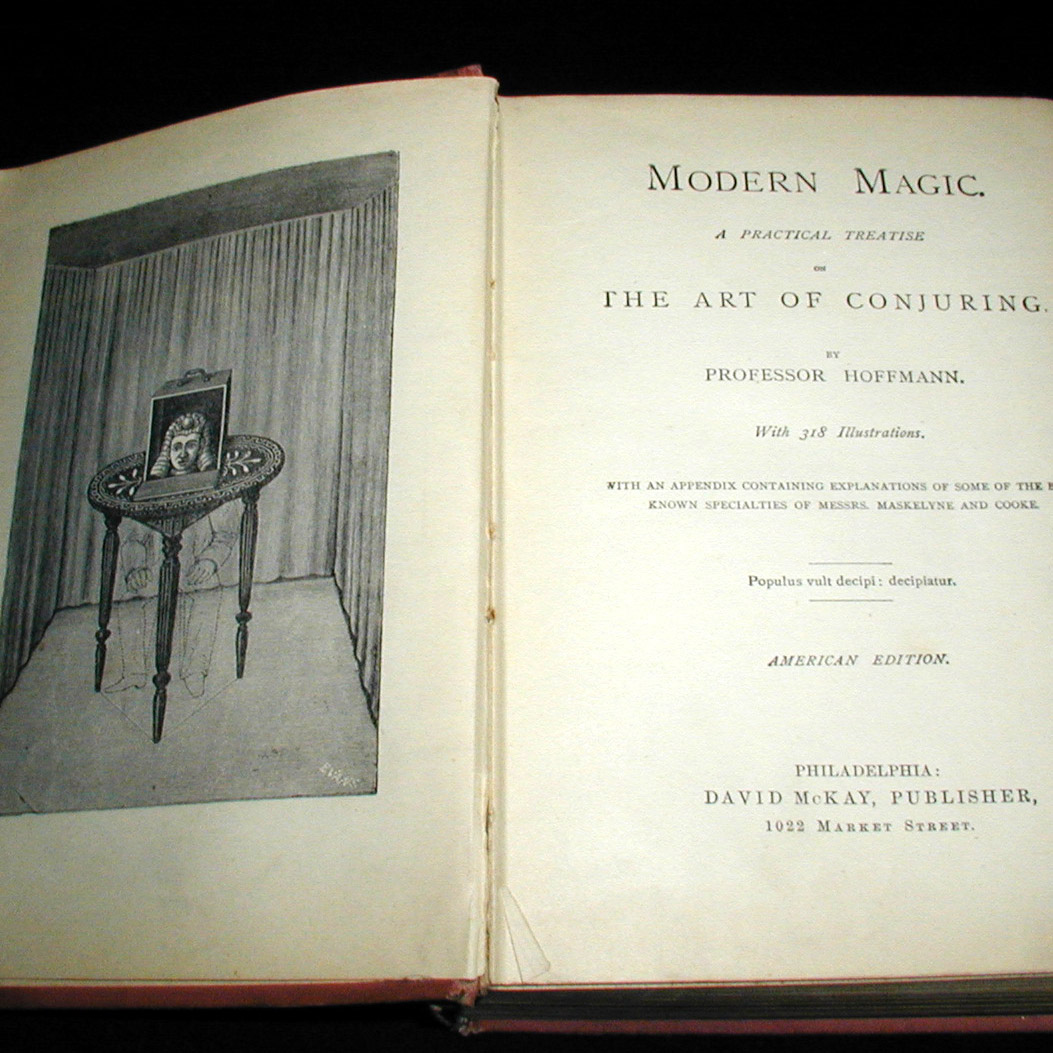 EVANS
MODERN MAGIC.
A PRACTICAL TREATISE
ON
THE ART OF CONJURING.
BY
PROFESSOR HOFFMANN.
With 318 Illustrations.
WITH AN APPENDIX CONTAINING EXPLANATIONS OF SOME OF THE
KNOWN SPECIALTIES OF MESSRS. MASKELYNE AND COOKE.
Populus vult decipi: decipiatur.
AMERICAN EDITION.
PHILADELPHIA:
DAVID McKAY, PUBLISHER,
1022 MARKET STREET.